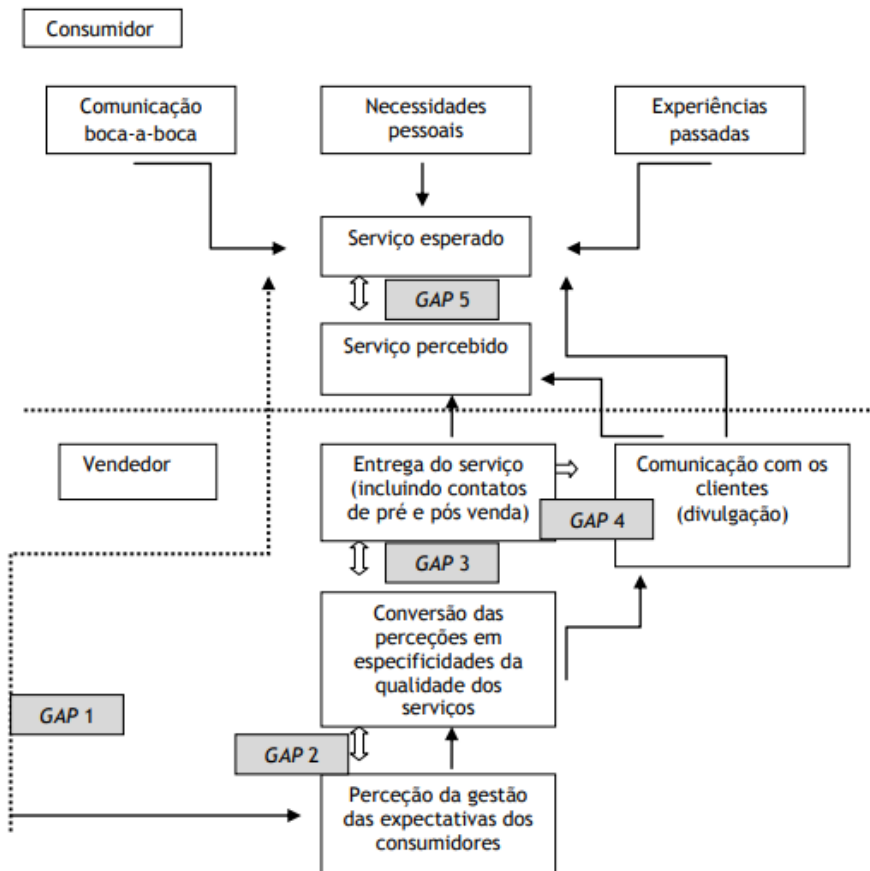 Consumidor
Comunicação
boca-a-boca
Necessidades
pessoais
Experiências
passadas
Serviço esperado
GAP 5
Serviço percebido
Vendedor
Entrega do serviço
(incluindo contatos
de pré e pós venda)
Comunicação com os
clientes
(divulgação)
GAP 4
GAP 3
Conversão das
perceções em
especificidades da
qualidade dos
serviços
GAP 1
GAP 2
Perceção da gestão
das expectativas dos
consumidores